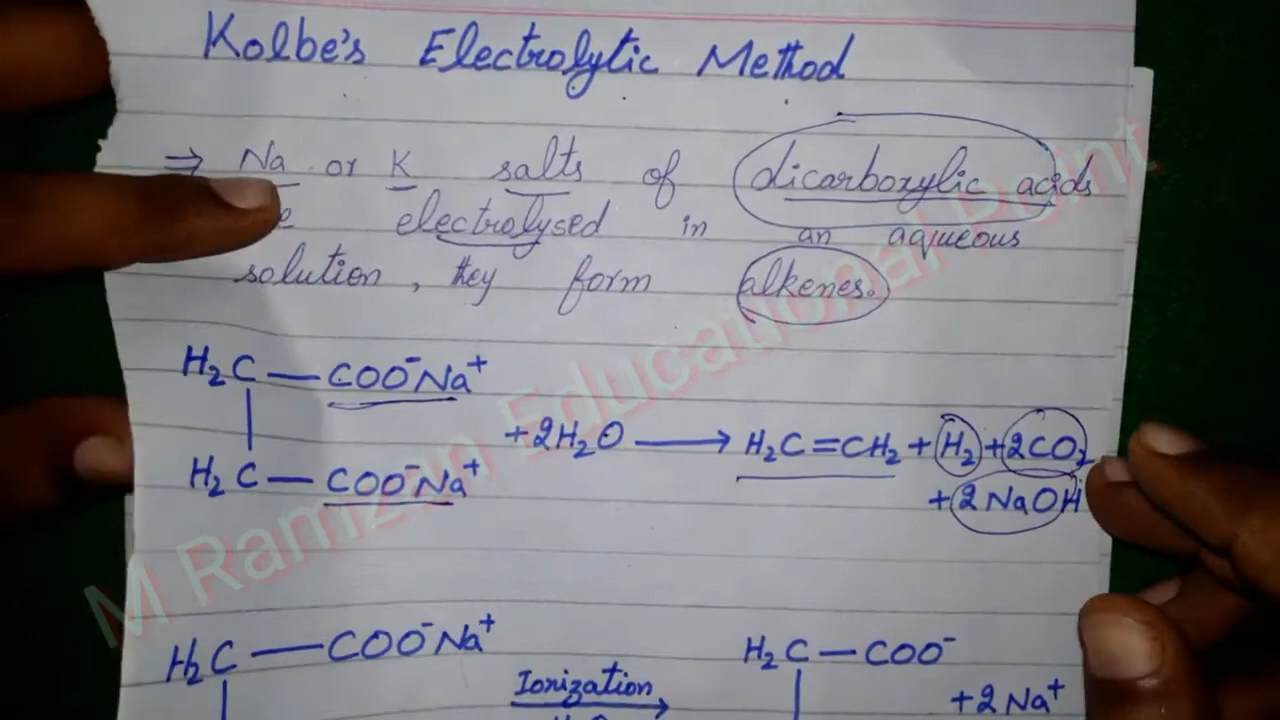 Kolbe's Electrolytic Method
⇒ Na or K salts of dicarboxylic acids
electrolysed in an aqueous
solution, they form alkenes.
H₂C — COO⁻Na⁺
+2H₂O ⟶ H₂C=CH₂ + H₂ + 2CO₂
H₂C — COO⁻Na⁺
+ 2NaOH
H₂C — COO⁻Na⁺
H₂C — COO⁻
Ionization
+2Na⁺
M Ramzan Educational Point